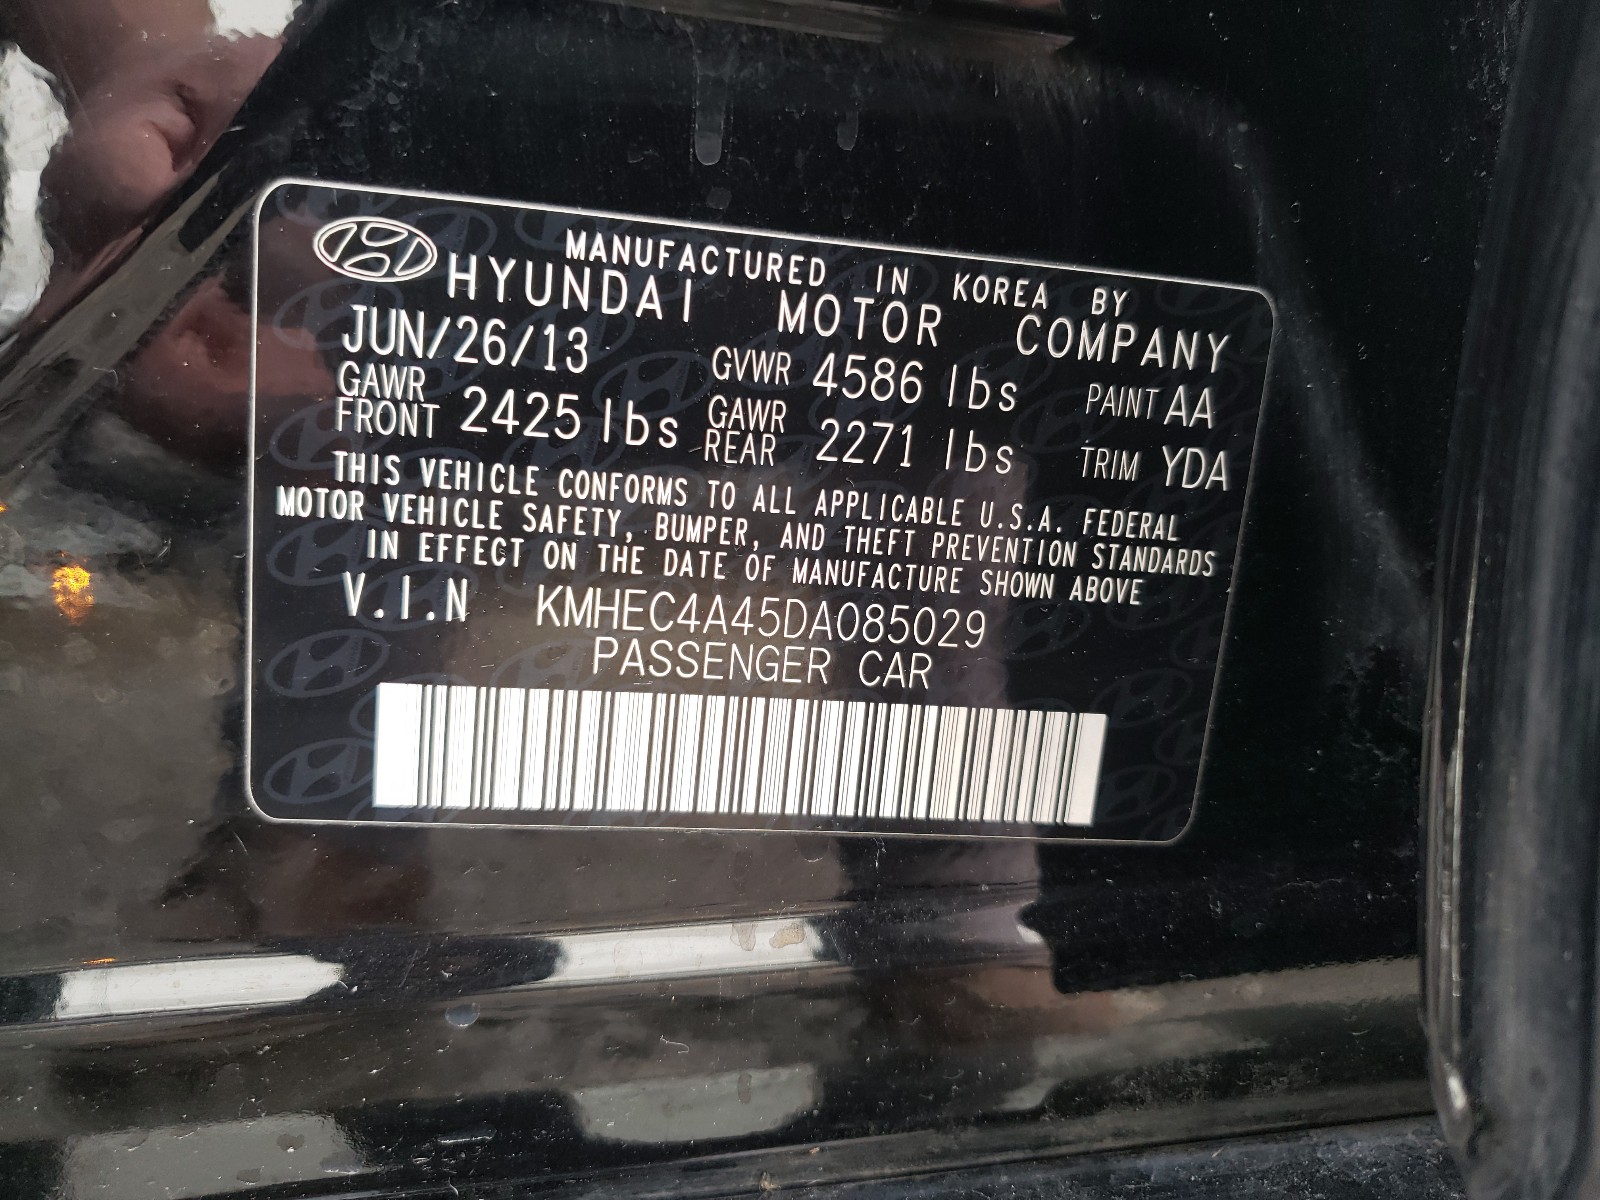 MANUFACTURED IN KOREA BY
HYUNDAI MOTOR COMPANY
JUN/26/13 GVWR 4586 lbs PAINT AA
GAWR FRONT 2425 lbs GAWR REAR 2271 lbs TRIM YDA
THIS VEHICLE CONFORMS TO ALL APPLICABLE U.S.A. FEDERAL
MOTOR VEHICLE SAFETY, BUMPER, AND THEFT PREVENTION STANDARDS
IN EFFECT ON THE DATE OF MANUFACTURE SHOWN ABOVE
V.I.N KMHEC4A45DA085029
PASSENGER CAR